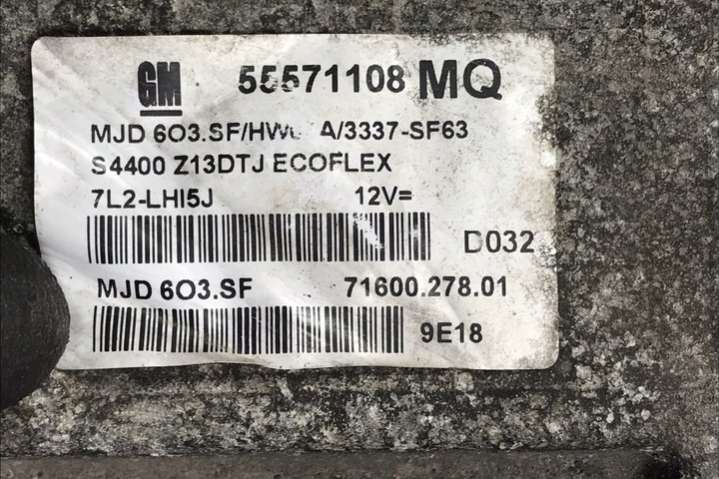 GM 55571108 MQ
MJD 6O3.SF/HW A/3337-SF63
S4400 Z13DTJ ECOFLEX
7L2-LHI5J 12V=
D032
MJD 6O3.SF 71600.278.01
9E18